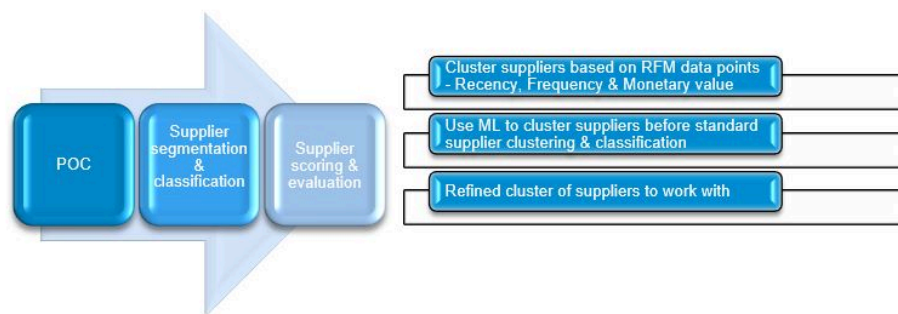 POC
Supplier
segmentation
&
classification
Supplier
scoring &
evaluation
Cluster suppliers based on RFM data points
- Recency, Frequency & Monetary value
Use ML to cluster suppliers before standard
supplier clustering & classification
Refined cluster of suppliers to work with